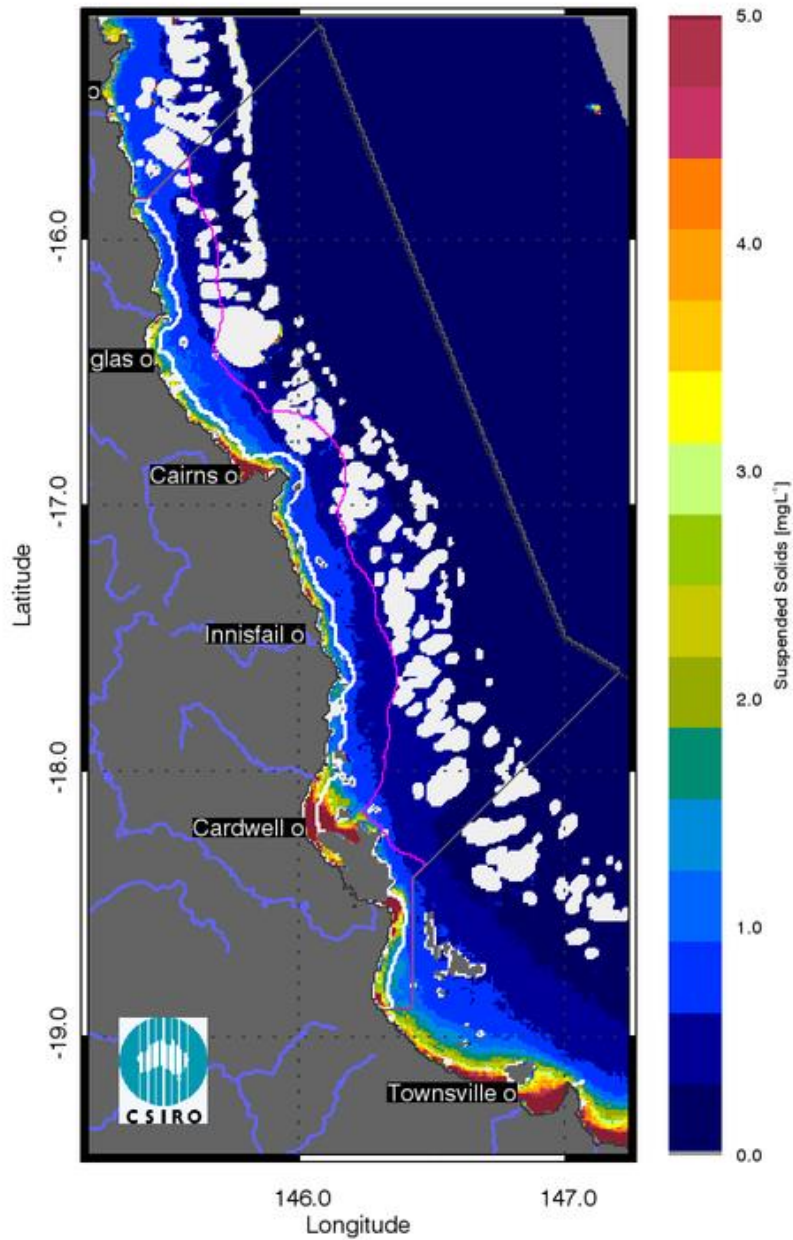 5.0
4.0
3.0
2.0
1.0
0.0
Suspended Solids [mgL⁻]
-16.0
-17.0
-18.0
-19.0
Latitude
o
glas o
Cairns o
Innisfail o
Cardwell o
Townsville o
CSIRO
146.0
147.0
Longitude